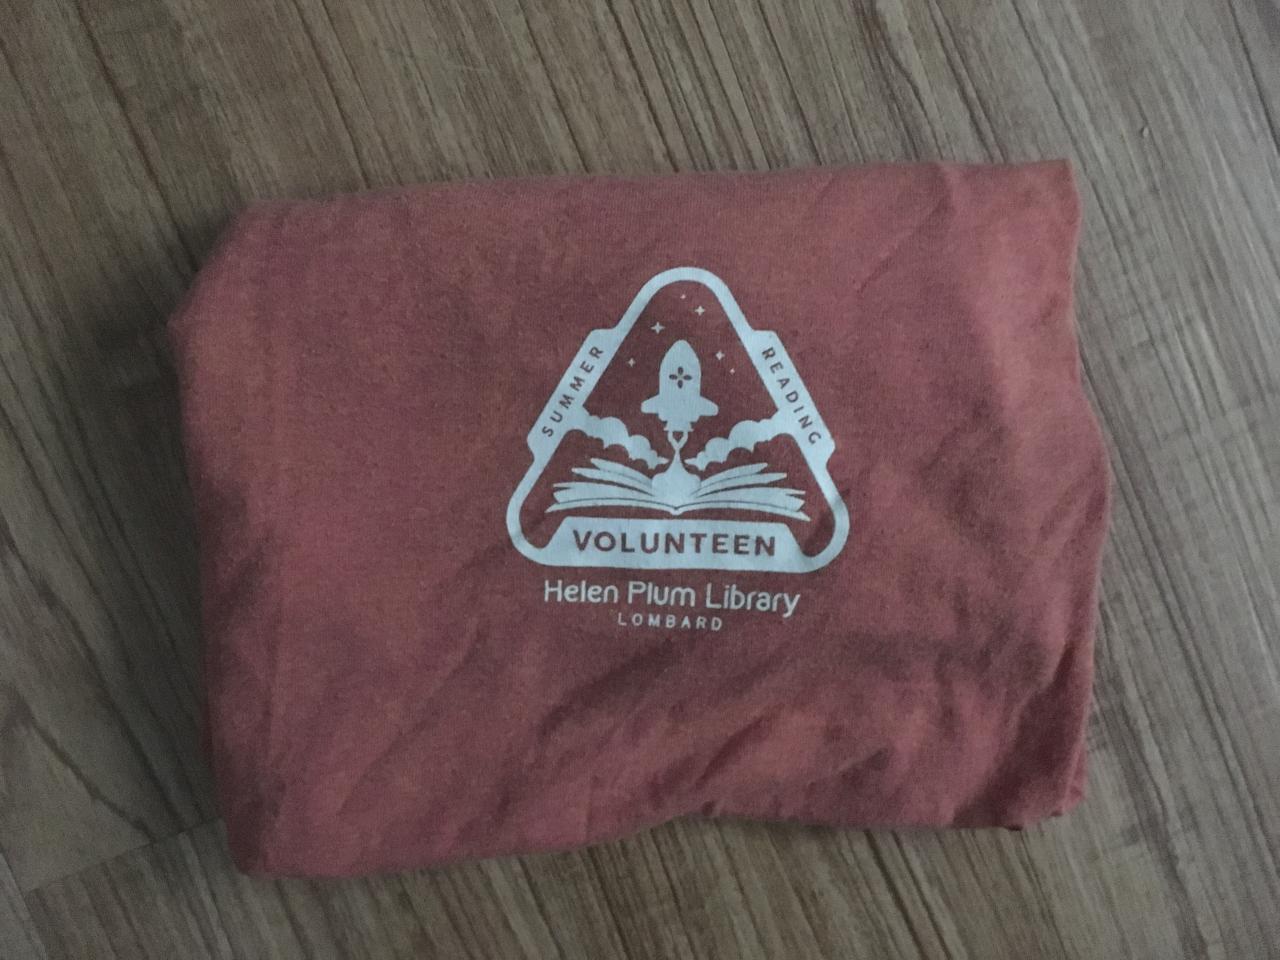 SUMMER
READING
VOLUNTEEN
Helen Plum Library
LOMBARD